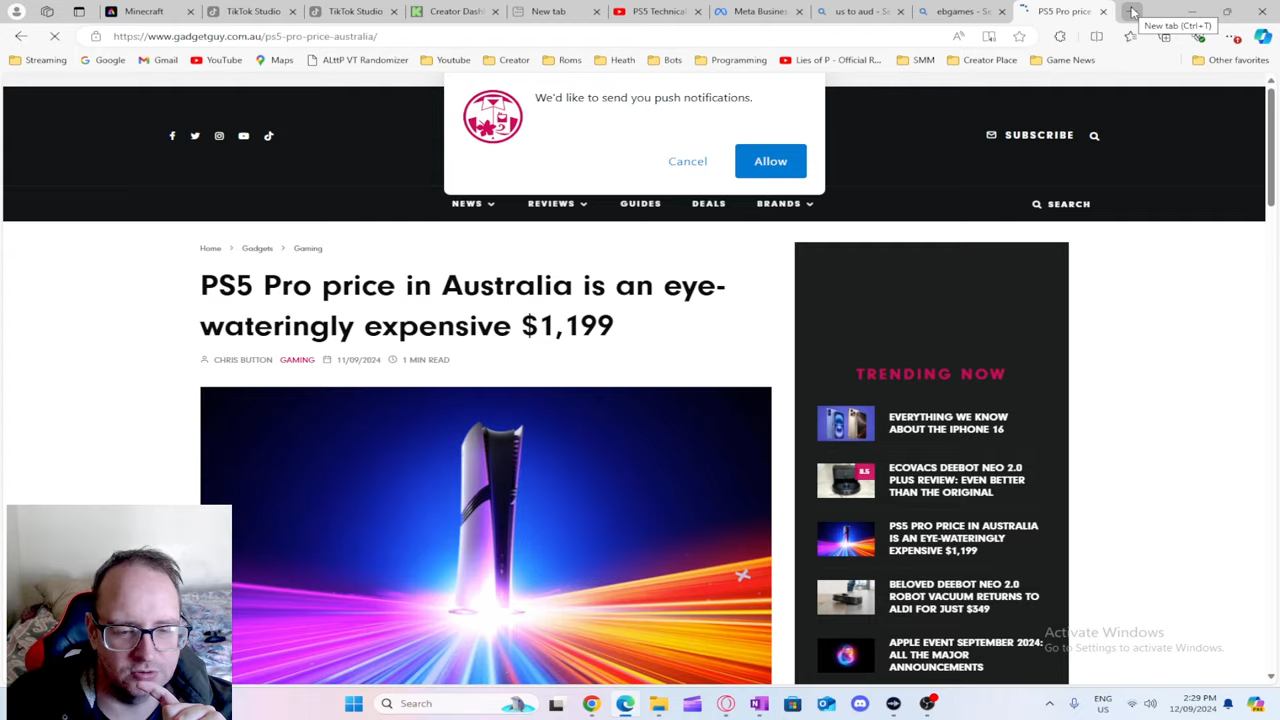 Minecraft
TikTok Studio
TikTok Studio
Creator Dash
New tab
PS5 Technical
Meta Business
us to aud - Se
ebgames - Se
PS5 Pro price
New tab (Ctrl+T)
https://www.gadgetguy.com.au/ps5-pro-price-australia/
Streaming
Google
Gmail
YouTube
Maps
ALttP VT Randomizer
Youtube
Creator
Roms
Heath
Bots
Programming
Lies of P - Official R...
SMM
Creator Place
Game News
Other favorites
We'd like to send you push notifications.
Cancel
Allow
SUBSCRIBE
NEWS
REVIEWS
GUIDES
DEALS
BRANDS
SEARCH
Home > Gadgets > Gaming
PS5 Pro price in Australia is an eye-
wateringly expensive $1,199
CHRIS BUTTON GAMING 11/09/2024 1 MIN READ
TRENDING NOW
EVERYTHING WE KNOW
ABOUT THE IPHONE 16
8.5
ECOVACS DEEBOT NEO 2.0
PLUS REVIEW: EVEN BETTER
THAN THE ORIGINAL
PS5 PRO PRICE IN AUSTRALIA
IS AN EYE-WATERINGLY
EXPENSIVE $1,199
BELOVED DEEBOT NEO 2.0
ROBOT VACUUM RETURNS TO
ALDI FOR JUST $349
APPLE EVENT SEPTEMBER 2024:
ALL THE MAJOR
ANNOUNCEMENTS
Activate Windows
Go to Settings to activate Windows.
Search
ENG
US
2:29 PM
12/09/2024